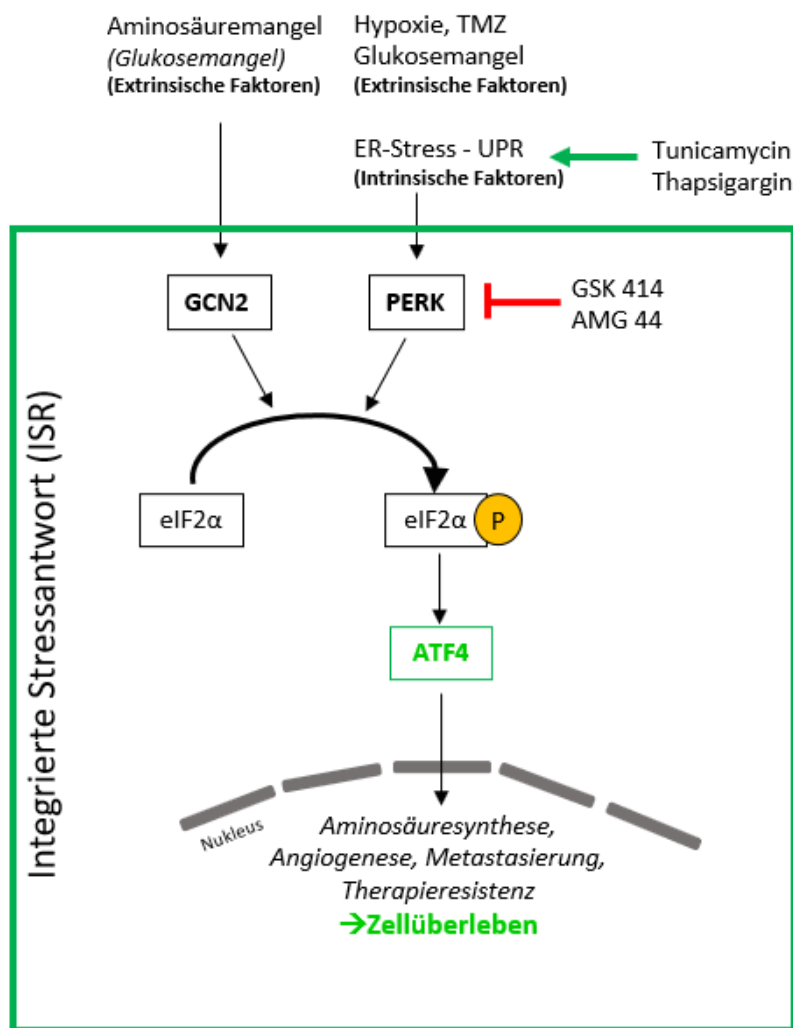 Aminosäuremangel
(Glukosemangel)
(Extrinsische Faktoren)
Hypoxie, TMZ
Glukosemangel
(Extrinsische Faktoren)
ER-Stress - UPR
(Intrinsische Faktoren)
Tunicamycin
Thapsigargin
Integrierte Stressantwort (ISR)
GCN2
PERK
GSK 414
AMG 44
eIF2α
eIF2α
P
ATF4
Nukleus
Aminosäuresynthese,
Angiogenese, Metastasierung,
Therapieresistenz
→Zellüberleben